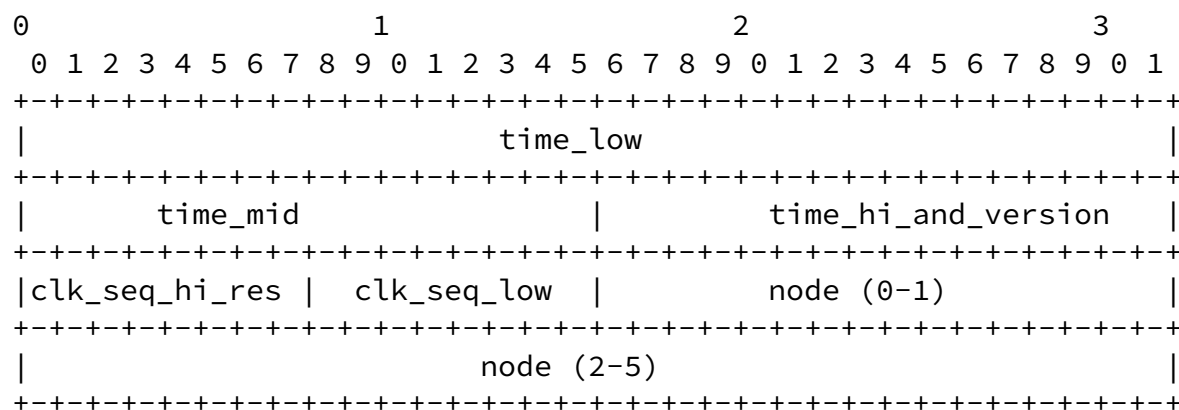 0                   1                   2                   3
 0 1 2 3 4 5 6 7 8 9 0 1 2 3 4 5 6 7 8 9 0 1 2 3 4 5 6 7 8 9 0 1
+-+-+-+-+-+-+-+-+-+-+-+-+-+-+-+-+-+-+-+-+-+-+-+-+-+-+-+-+-+-+-+-+
|                          time_low                             |
+-+-+-+-+-+-+-+-+-+-+-+-+-+-+-+-+-+-+-+-+-+-+-+-+-+-+-+-+-+-+-+-+
|       time_mid                |         time_hi_and_version   |
+-+-+-+-+-+-+-+-+-+-+-+-+-+-+-+-+-+-+-+-+-+-+-+-+-+-+-+-+-+-+-+-+
|clk_seq_hi_res |  clk_seq_low  |         node (0-1)            |
+-+-+-+-+-+-+-+-+-+-+-+-+-+-+-+-+-+-+-+-+-+-+-+-+-+-+-+-+-+-+-+-+
|                         node (2-5)                            |
+-+-+-+-+-+-+-+-+-+-+-+-+-+-+-+-+-+-+-+-+-+-+-+-+-+-+-+-+-+-+-+-+